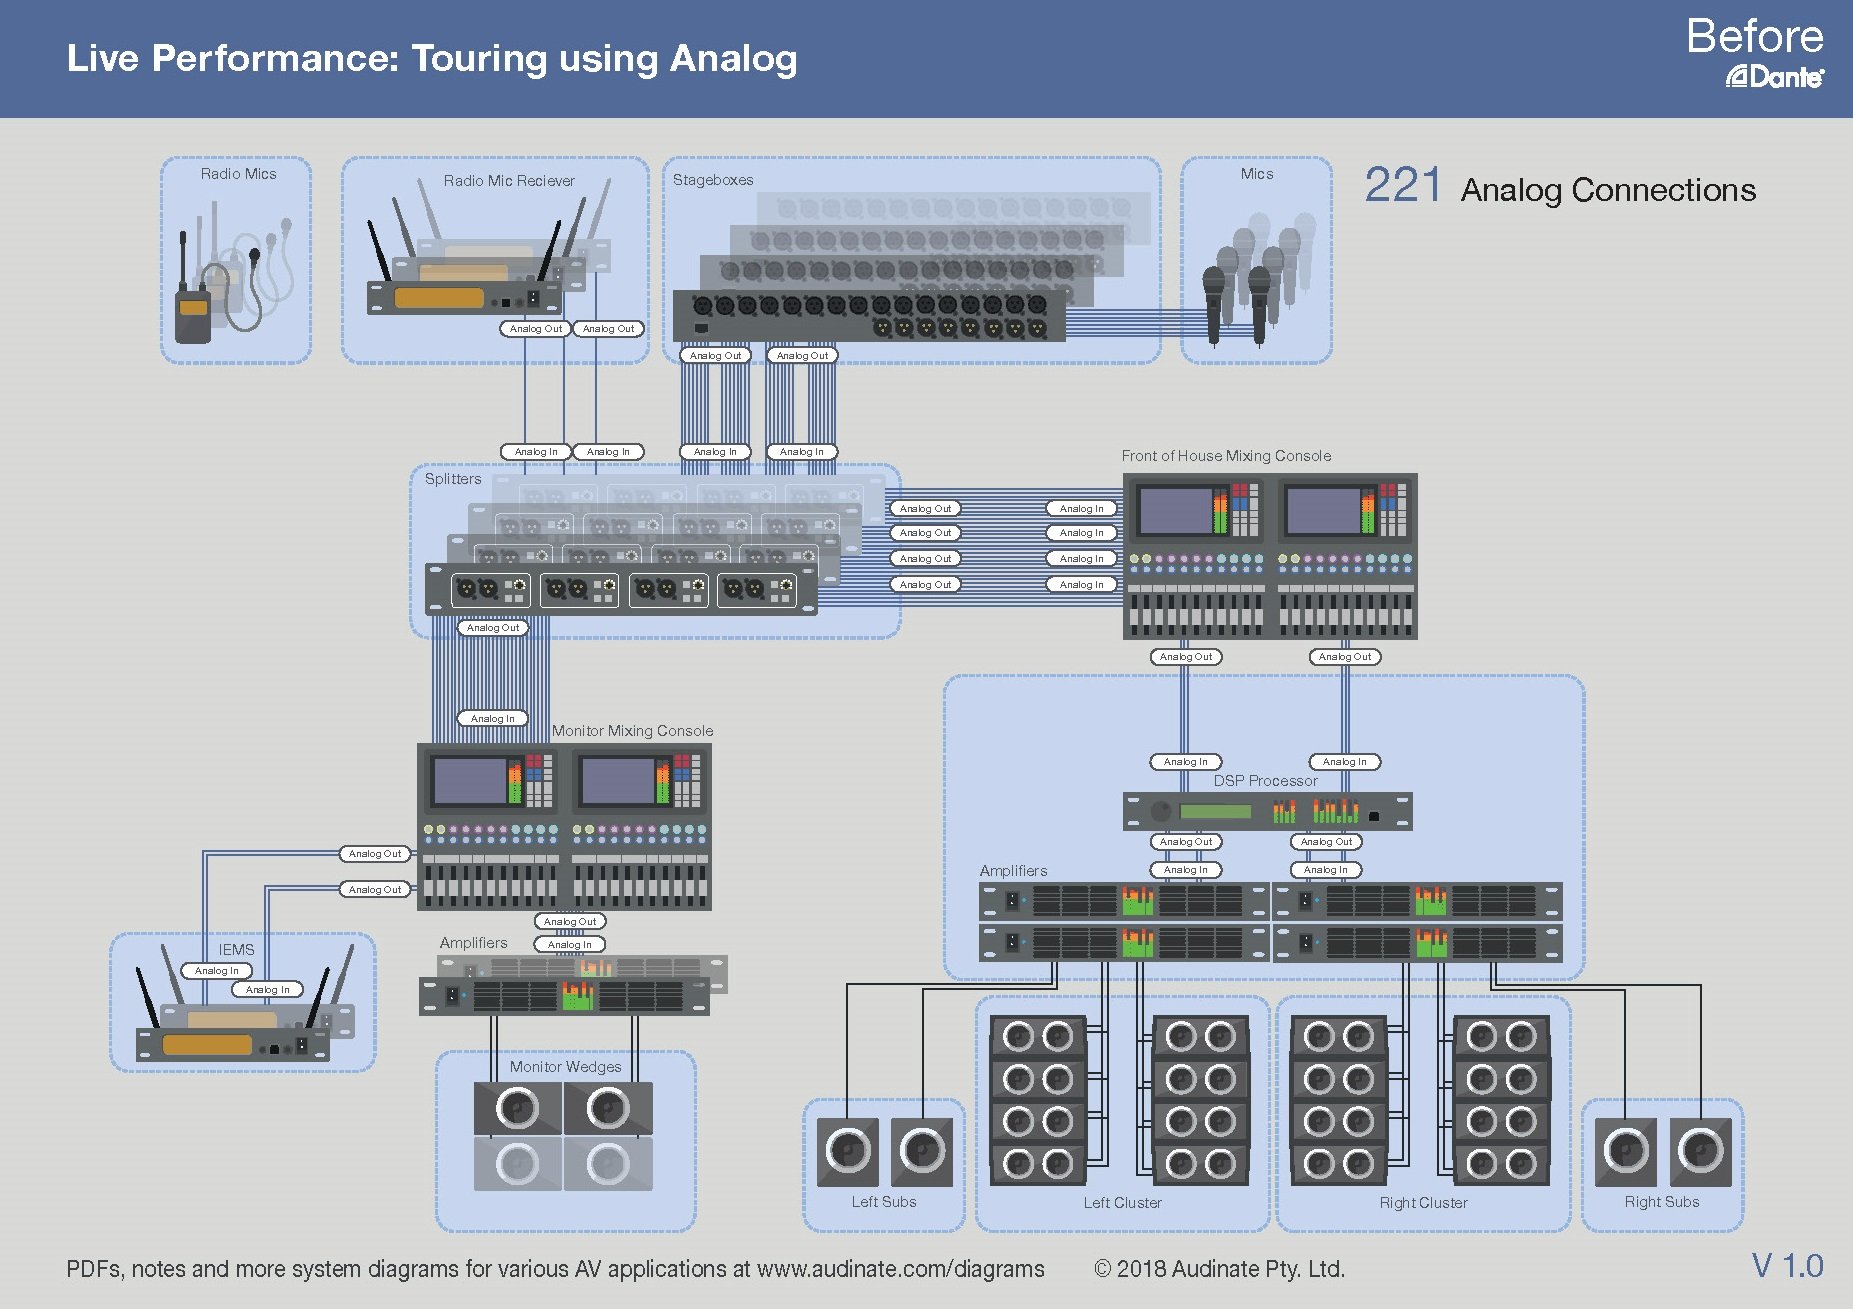 Live Performance: Touring using Analog
Before
Dante
Radio Mics
Radio Mic Reciever
Stageboxes
Mics
221 Analog Connections
Analog Out
Analog Out
Analog Out
Analog Out
Analog In
Analog In
Analog In
Analog In
Splitters
Front of House Mixing Console
Analog Out
Analog In
Analog Out
Analog In
Analog Out
Analog In
Analog Out
Analog In
Analog Out
Analog Out
Analog Out
Analog In
Monitor Mixing Console
Analog In
Analog In
DSP Processor
Analog Out
Analog Out
Analog Out
Analog Out
Amplifiers
Analog In
Analog In
Analog Out
Amplifiers
Analog In
IEMS
Analog In
Analog In
Monitor Wedges
Left Subs
Left Cluster
Right Cluster
Right Subs
PDFs, notes and more system diagrams for various AV applications at www.audinate.com/diagrams
© 2018 Audinate Pty. Ltd.
V 1.0